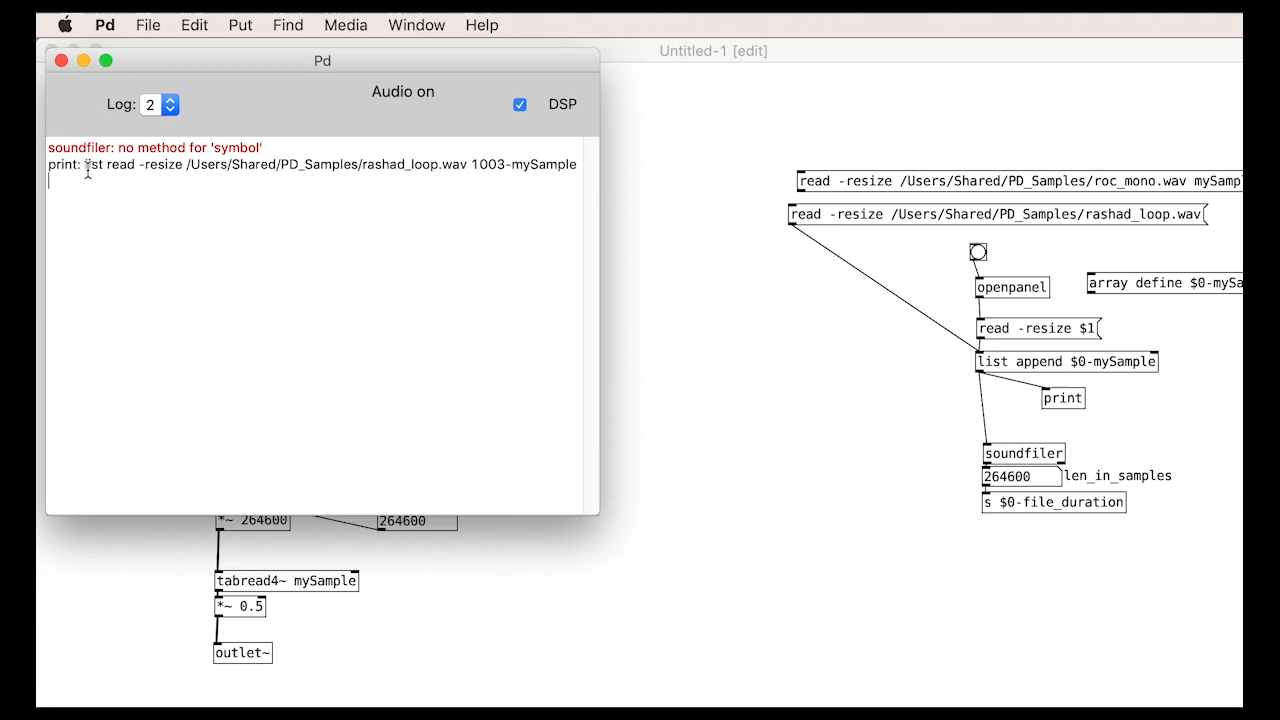 Pd File Edit Put Find Media Window Help
Untitled-1 [edit]
Pd
Audio on
Log: 2
DSP
soundfiler: no method for 'symbol'
print: list read -resize /Users/Shared/PD_Samples/rashad_loop.wav 1003-mySample
read -resize /Users/Shared/PD_Samples/roc_mono.wav mySamp
read -resize /Users/Shared/PD_Samples/rashad_loop.wav
openpanel
array define $0-mySa
read -resize $1
list append $0-mySample
print
soundfiler
264600 len_in_samples
s $0-file_duration
*~ 264600
264600
tabread4~ mySample
*~ 0.5
outlet~